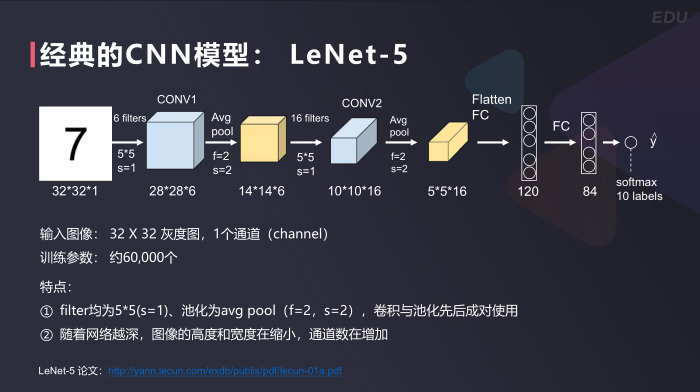 EDU
经典的CNN模型： LeNet-5
7
32*32*1
6 filters
5*5
s=1
CONV1
28*28*6
Avg
pool
f=2
s=2
14*14*6
16 filters
5*5
s=1
CONV2
10*10*16
Avg
pool
f=2
s=2
5*5*16
Flatten
FC
120
FC
84
ŷ
softmax
10 labels
输入图像： 32 X 32 灰度图，1个通道（channel）
训练参数： 约60,000个
特点：
① filter均为5*5(s=1)、池化为avg pool（f=2，s=2）, 卷积与池化先后成对使用
② 随着网络越深，图像的高度和宽度在缩小，通道数在增加
LeNet-5 论文：http://yann.lecun.com/exdb/publis/pdf/lecun-01a.pdf